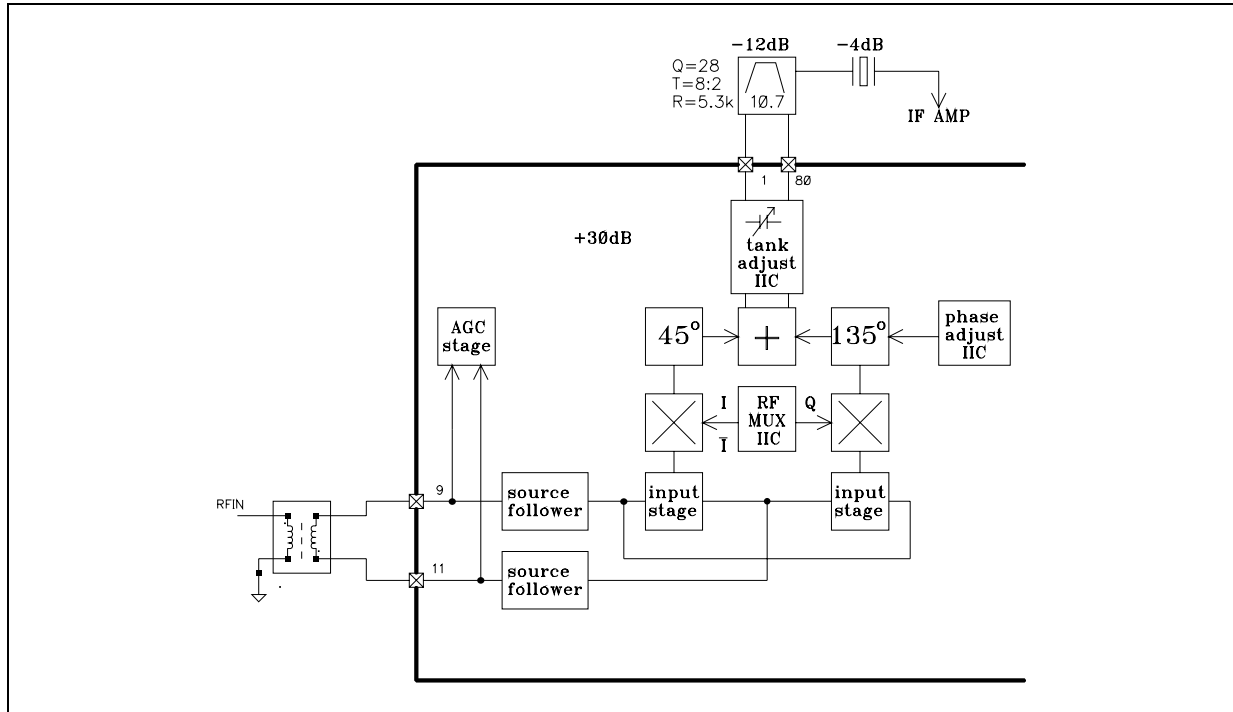 -12dB
-4dB
Q=28
T=8:2
R=5.3k
10.7
IF AMP
1
80
+30dB
tank
adjust
IIC
AGC
stage
45°
+
135°
phase
adjust
IIC
I
RF
MUX
IIC
Q
I̅
9
source
follower
input
stage
input
stage
RFIN
11
source
follower